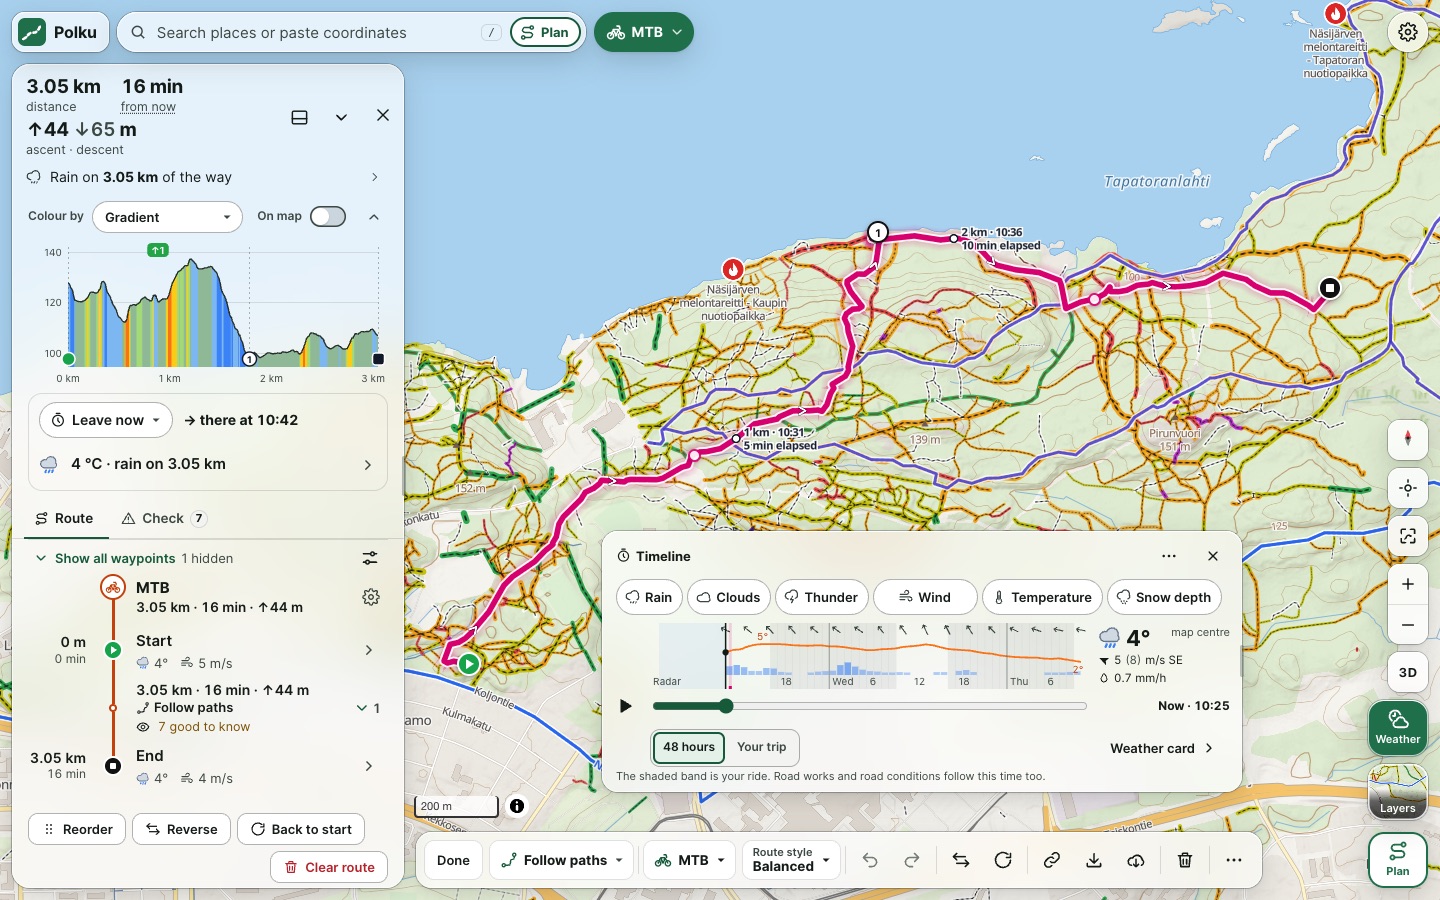 Polku
Search places or paste coordinates
/
Plan
MTB
3.05 km
16 min
distance
from now
↑44 ↓65 m
ascent · descent
Rain on 3.05 km of the way
Colour by
Gradient
On map
↑1
140
120
100
1
0 km
1 km
2 km
3 km
Leave now
→ there at 10:42
4 °C · rain on 3.05 km
Route
Check
7
Show all waypoints
1 hidden
MTB
3.05 km · 16 min · ↑44 m
0 m
0 min
Start
4°
5 m/s
3.05 km · 16 min · ↑44 m
Follow paths
1
7 good to know
3.05 km
16 min
End
4°
4 m/s
Reorder
Reverse
Back to start
Clear route
Näsijärven
melontareitti
- Tapatoran
nuotiopaikka
Tapatoranlahti
1
2 km · 10:36
10 min elapsed
Näsijärven
melontareitti - Kaupin
nuotiopaikka
100
1 km · 10:31
5 min elapsed
139 m
Pirunvuori
151 m
152 m
125
Koljontie
Kulmakatu
200 m
Timeline
Rain
Clouds
Thunder
Wind
Temperature
Snow depth
5°
2°
Radar
18
Wed
6
12
18
Thu
6
4°
map centre
5 (8) m/s SE
0.7 mm/h
Now · 10:25
48 hours
Your trip
Weather card
The shaded band is your ride. Road works and road conditions follow this time too.
3D
Weather
Layers
Plan
Done
Follow paths
MTB
Route style
Balanced